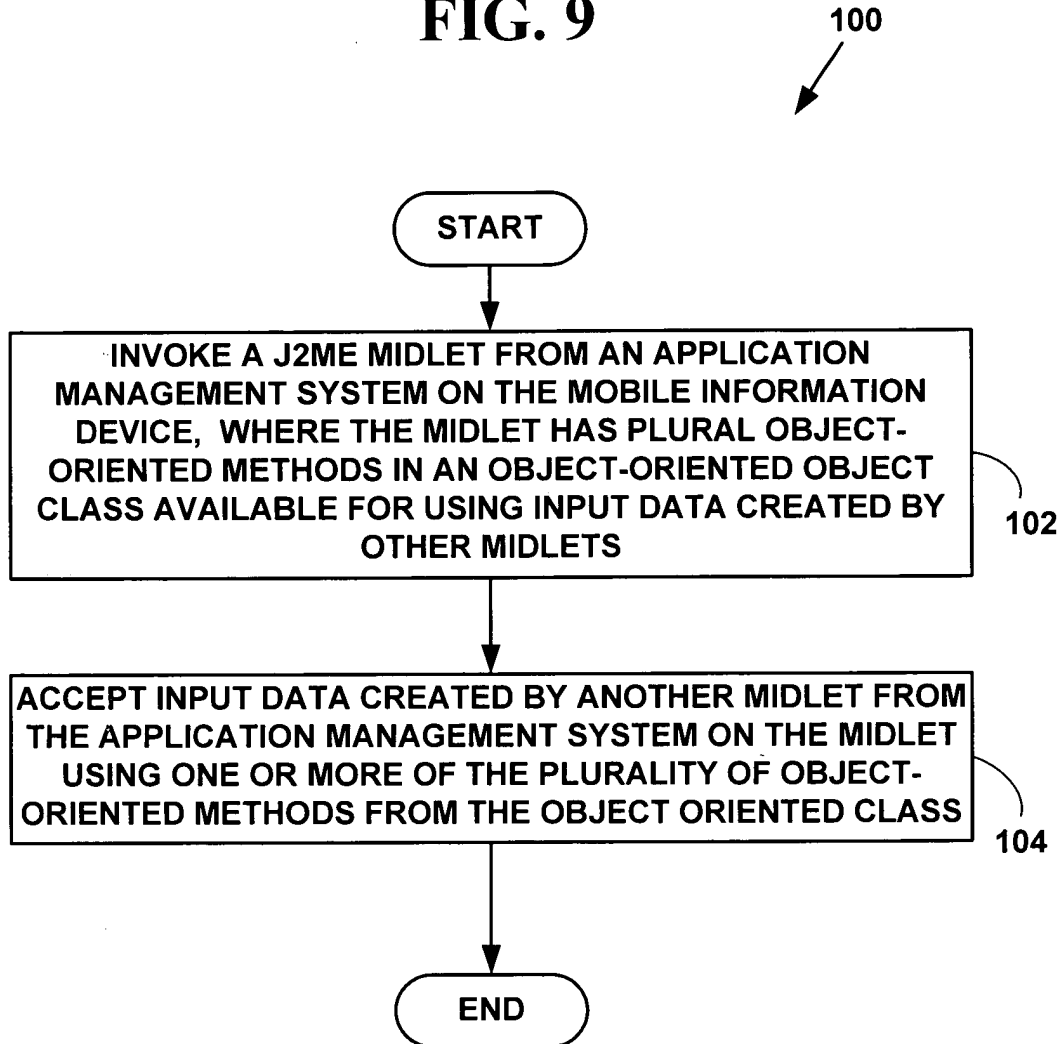 FIG. 9
100
START
INVOKE A J2ME MIDLET FROM AN APPLICATION
MANAGEMENT SYSTEM ON THE MOBILE INFORMATION
DEVICE, WHERE THE MIDLET HAS PLURAL OBJECT-
ORIENTED METHODS IN AN OBJECT-ORIENTED OBJECT
CLASS AVAILABLE FOR USING INPUT DATA CREATED BY
OTHER MIDLETS
102
ACCEPT INPUT DATA CREATED BY ANOTHER MIDLET FROM
THE APPLICATION MANAGEMENT SYSTEM ON THE MIDLET
USING ONE OR MORE OF THE PLURALITY OF OBJECT-
ORIENTED METHODS FROM THE OBJECT ORIENTED CLASS
104
END